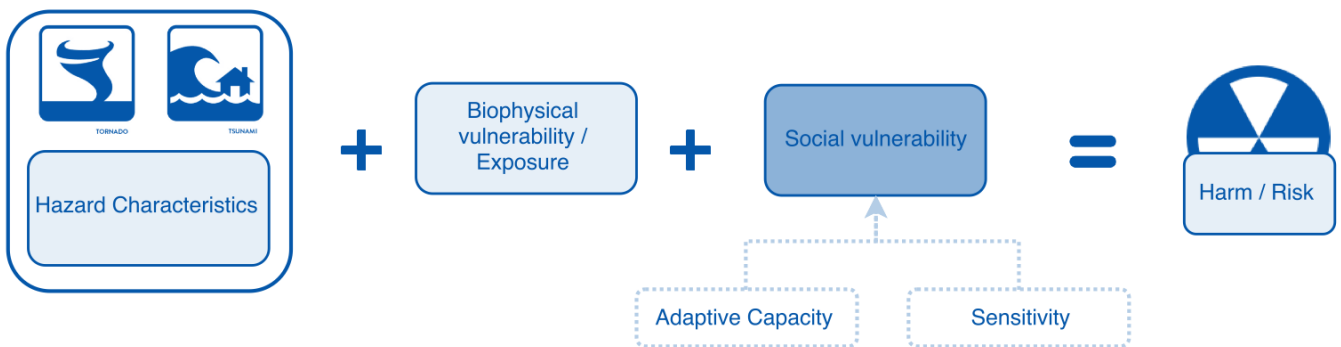 TORNADO
TSUNAMI
Hazard Characteristics
+
Biophysical
vulnerability /
Exposure
+
Social vulnerability
=
Harm / Risk
Adaptive Capacity
Sensitivity